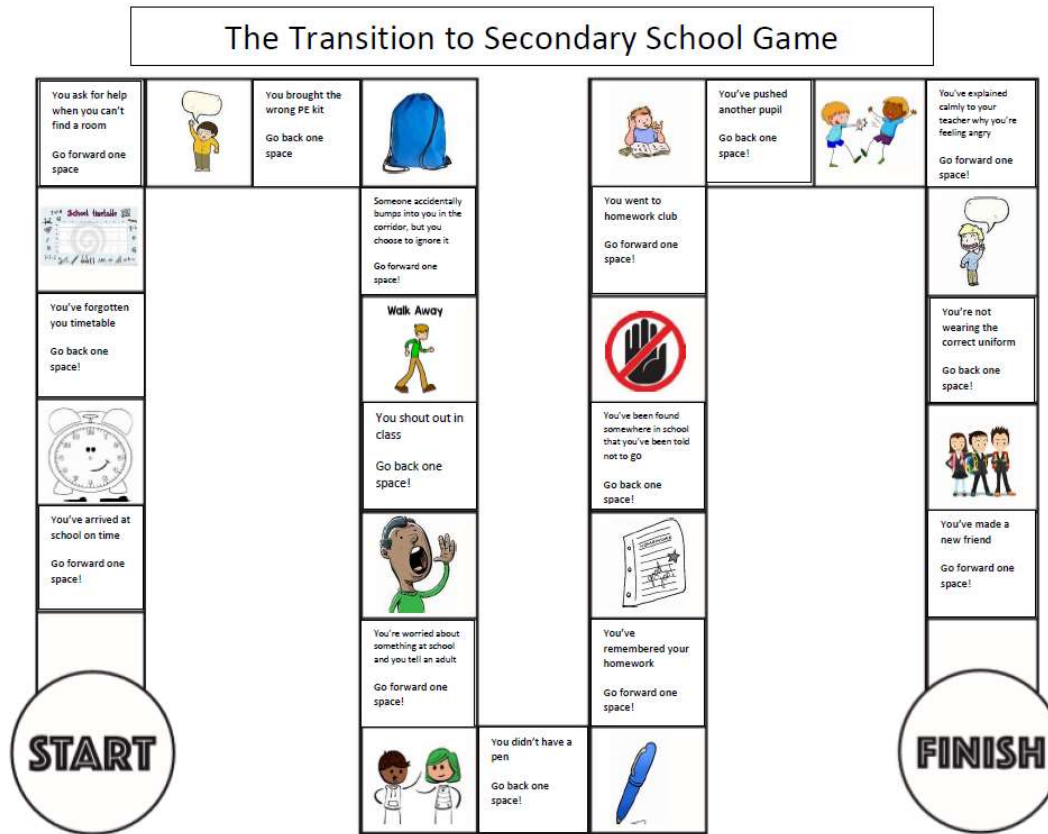 The Transition to Secondary School Game
You ask for help
when you can't
find a room
Go forward one
space
You brought the
wrong PE kit
Go back one
space
You've pushed
another pupil
Go back one
space!
You've explained
calmly to your
teacher why you're
feeling angry
Go forward one
space!
School timetable
Someone accidentally
bumps into you in the
corridor, but you
choose to ignore it
Go forward one
space!
You went to
homework club
Go forward one
space!
You've forgotten
you timetable
Go back one
space!
Walk Away
You're not
wearing the
correct uniform
Go back one
space!
You shout out in
class
Go back one
space!
You've been found
somewhere in school
that you've been told
not to go
Go back one
space!
You've arrived at
school on time
Go forward one
space!
HOMEWORK
You've made a
new friend
Go forward one
space!
You're worried about
something at school
and you tell an adult
Go forward one
space!
You've
remembered your
homework
Go forward one
space!
START
You didn't have a
pen
Go back one
space!
FINISH